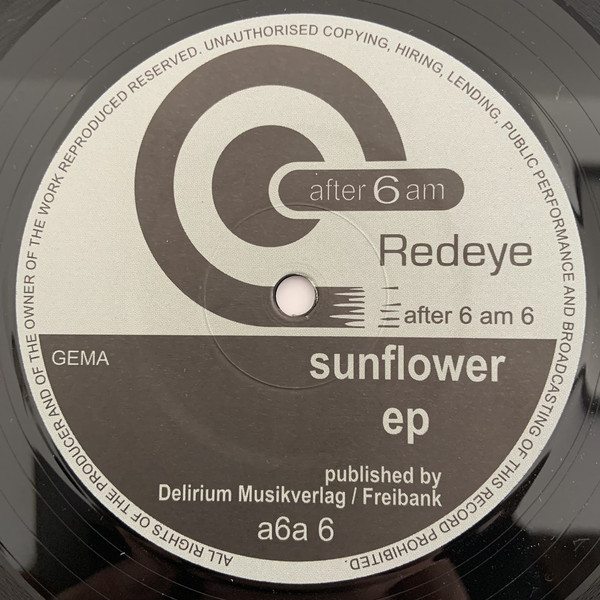 ALL RIGHTS OF THE PRODUCER AND OF THE OWNER OF THE WORK REPRODUCED RESERVED. UNAUTHORISED COPYING, HIRING, LENDING, PUBLIC PERFORMANCE AND BROADCASTING OF THIS RECORD PROHIBITED.
after 6 am
Redeye
after 6 am 6
GEMA
sunflower
ep
published by
Delirium Musikverlag / Freibank
a6a 6